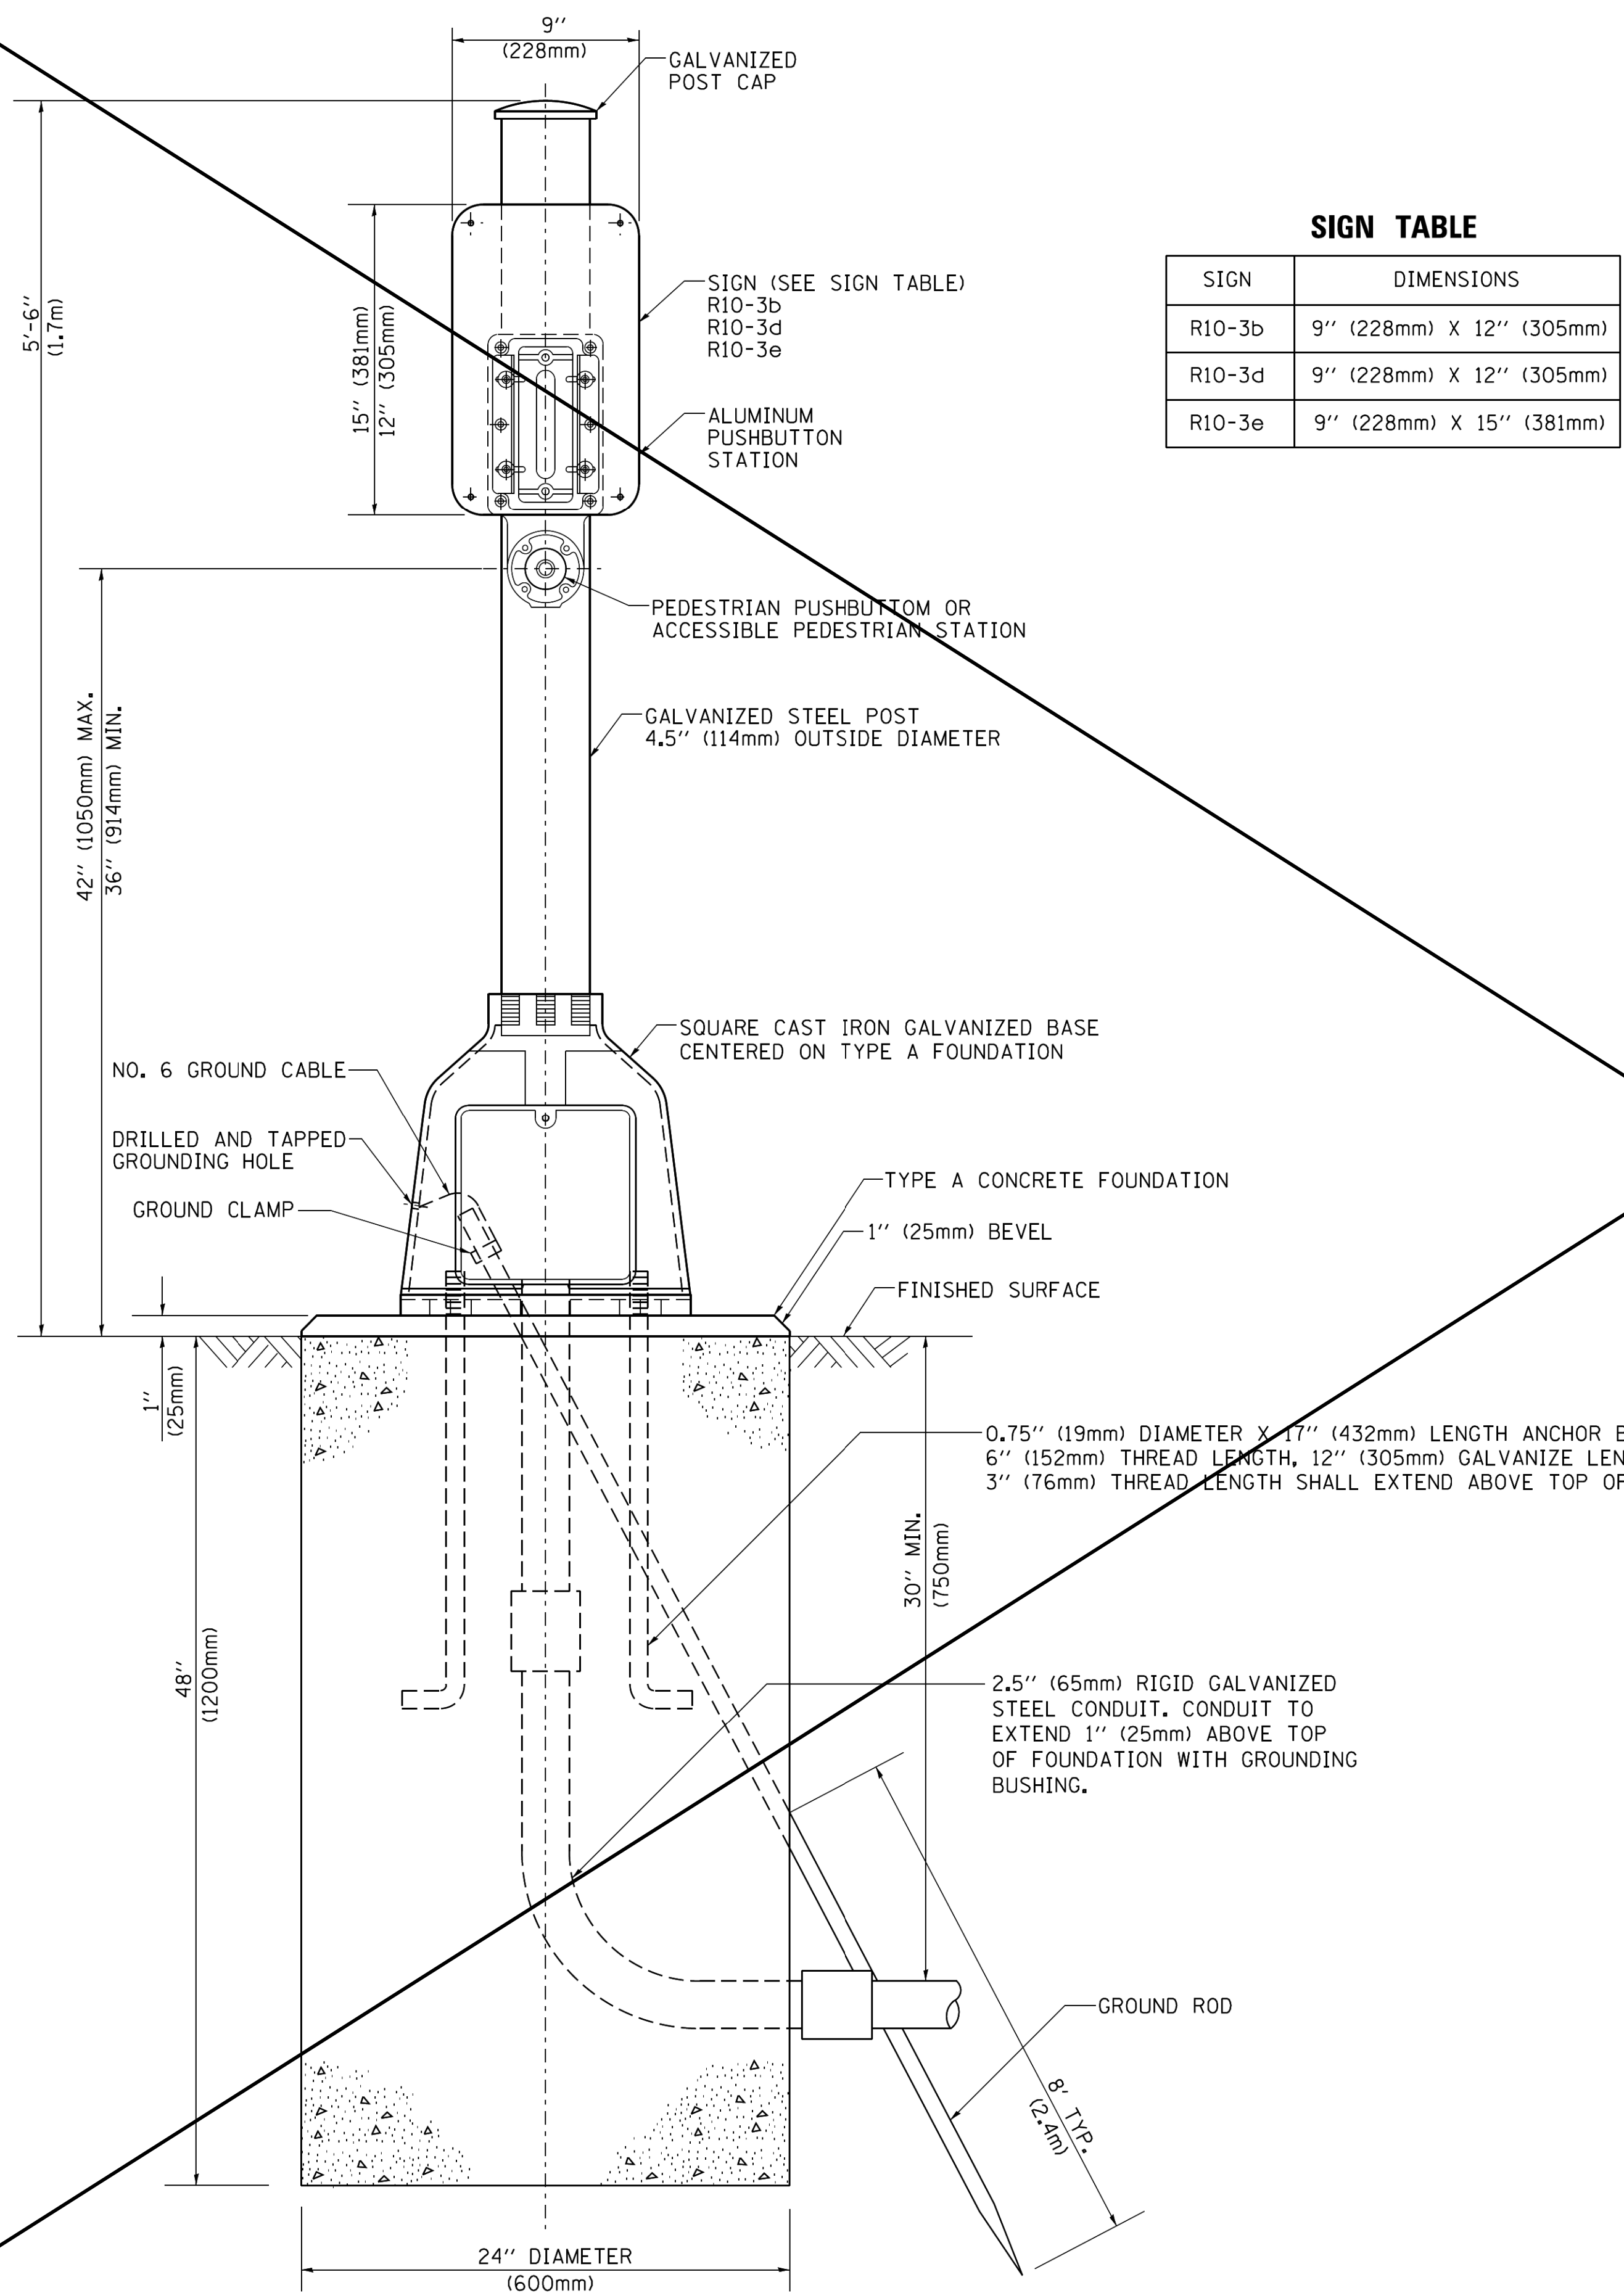 9''
(228mm)
GALVANIZED
POST CAP
5'-6''
(1.7m)
15'' (381mm)
12'' (305mm)
SIGN (SEE SIGN TABLE)
R10-3b
R10-3d
R10-3e
ALUMINUM
PUSHBUTTON
STATION
SIGN TABLE
SIGN DIMENSIONS
R10-3b 9'' (228mm) X 12'' (305mm)
R10-3d 9'' (228mm) X 12'' (305mm)
R10-3e 9'' (228mm) X 15'' (381mm)
PEDESTRIAN PUSHBUTTOM OR
ACCESSIBLE PEDESTRIAN STATION
42'' (1050mm) MAX.
36'' (914mm) MIN.
GALVANIZED STEEL POST
4.5'' (114mm) OUTSIDE DIAMETER
SQUARE CAST IRON GALVANIZED BASE
CENTERED ON TYPE A FOUNDATION
NO. 6 GROUND CABLE
DRILLED AND TAPPED
GROUNDING HOLE
GROUND CLAMP
TYPE A CONCRETE FOUNDATION
1'' (25mm) BEVEL
FINISHED SURFACE
1''
(25mm)
0.75'' (19mm) DIAMETER X 17'' (432mm) LENGTH ANCHOR
6'' (152mm) THREAD LENGTH, 12'' (305mm) GALVANIZE
3'' (76mm) THREAD LENGTH SHALL EXTEND ABOVE TOP OF
30'' MIN.
(750mm)
48''
(1200mm)
2.5'' (65mm) RIGID GALVANIZED
STEEL CONDUIT. CONDUIT TO
EXTEND 1'' (25mm) ABOVE TOP
OF FOUNDATION WITH GROUNDING
BUSHING.
GROUND ROD
8' TYP.
(2.4m)
24'' DIAMETER
(600mm)